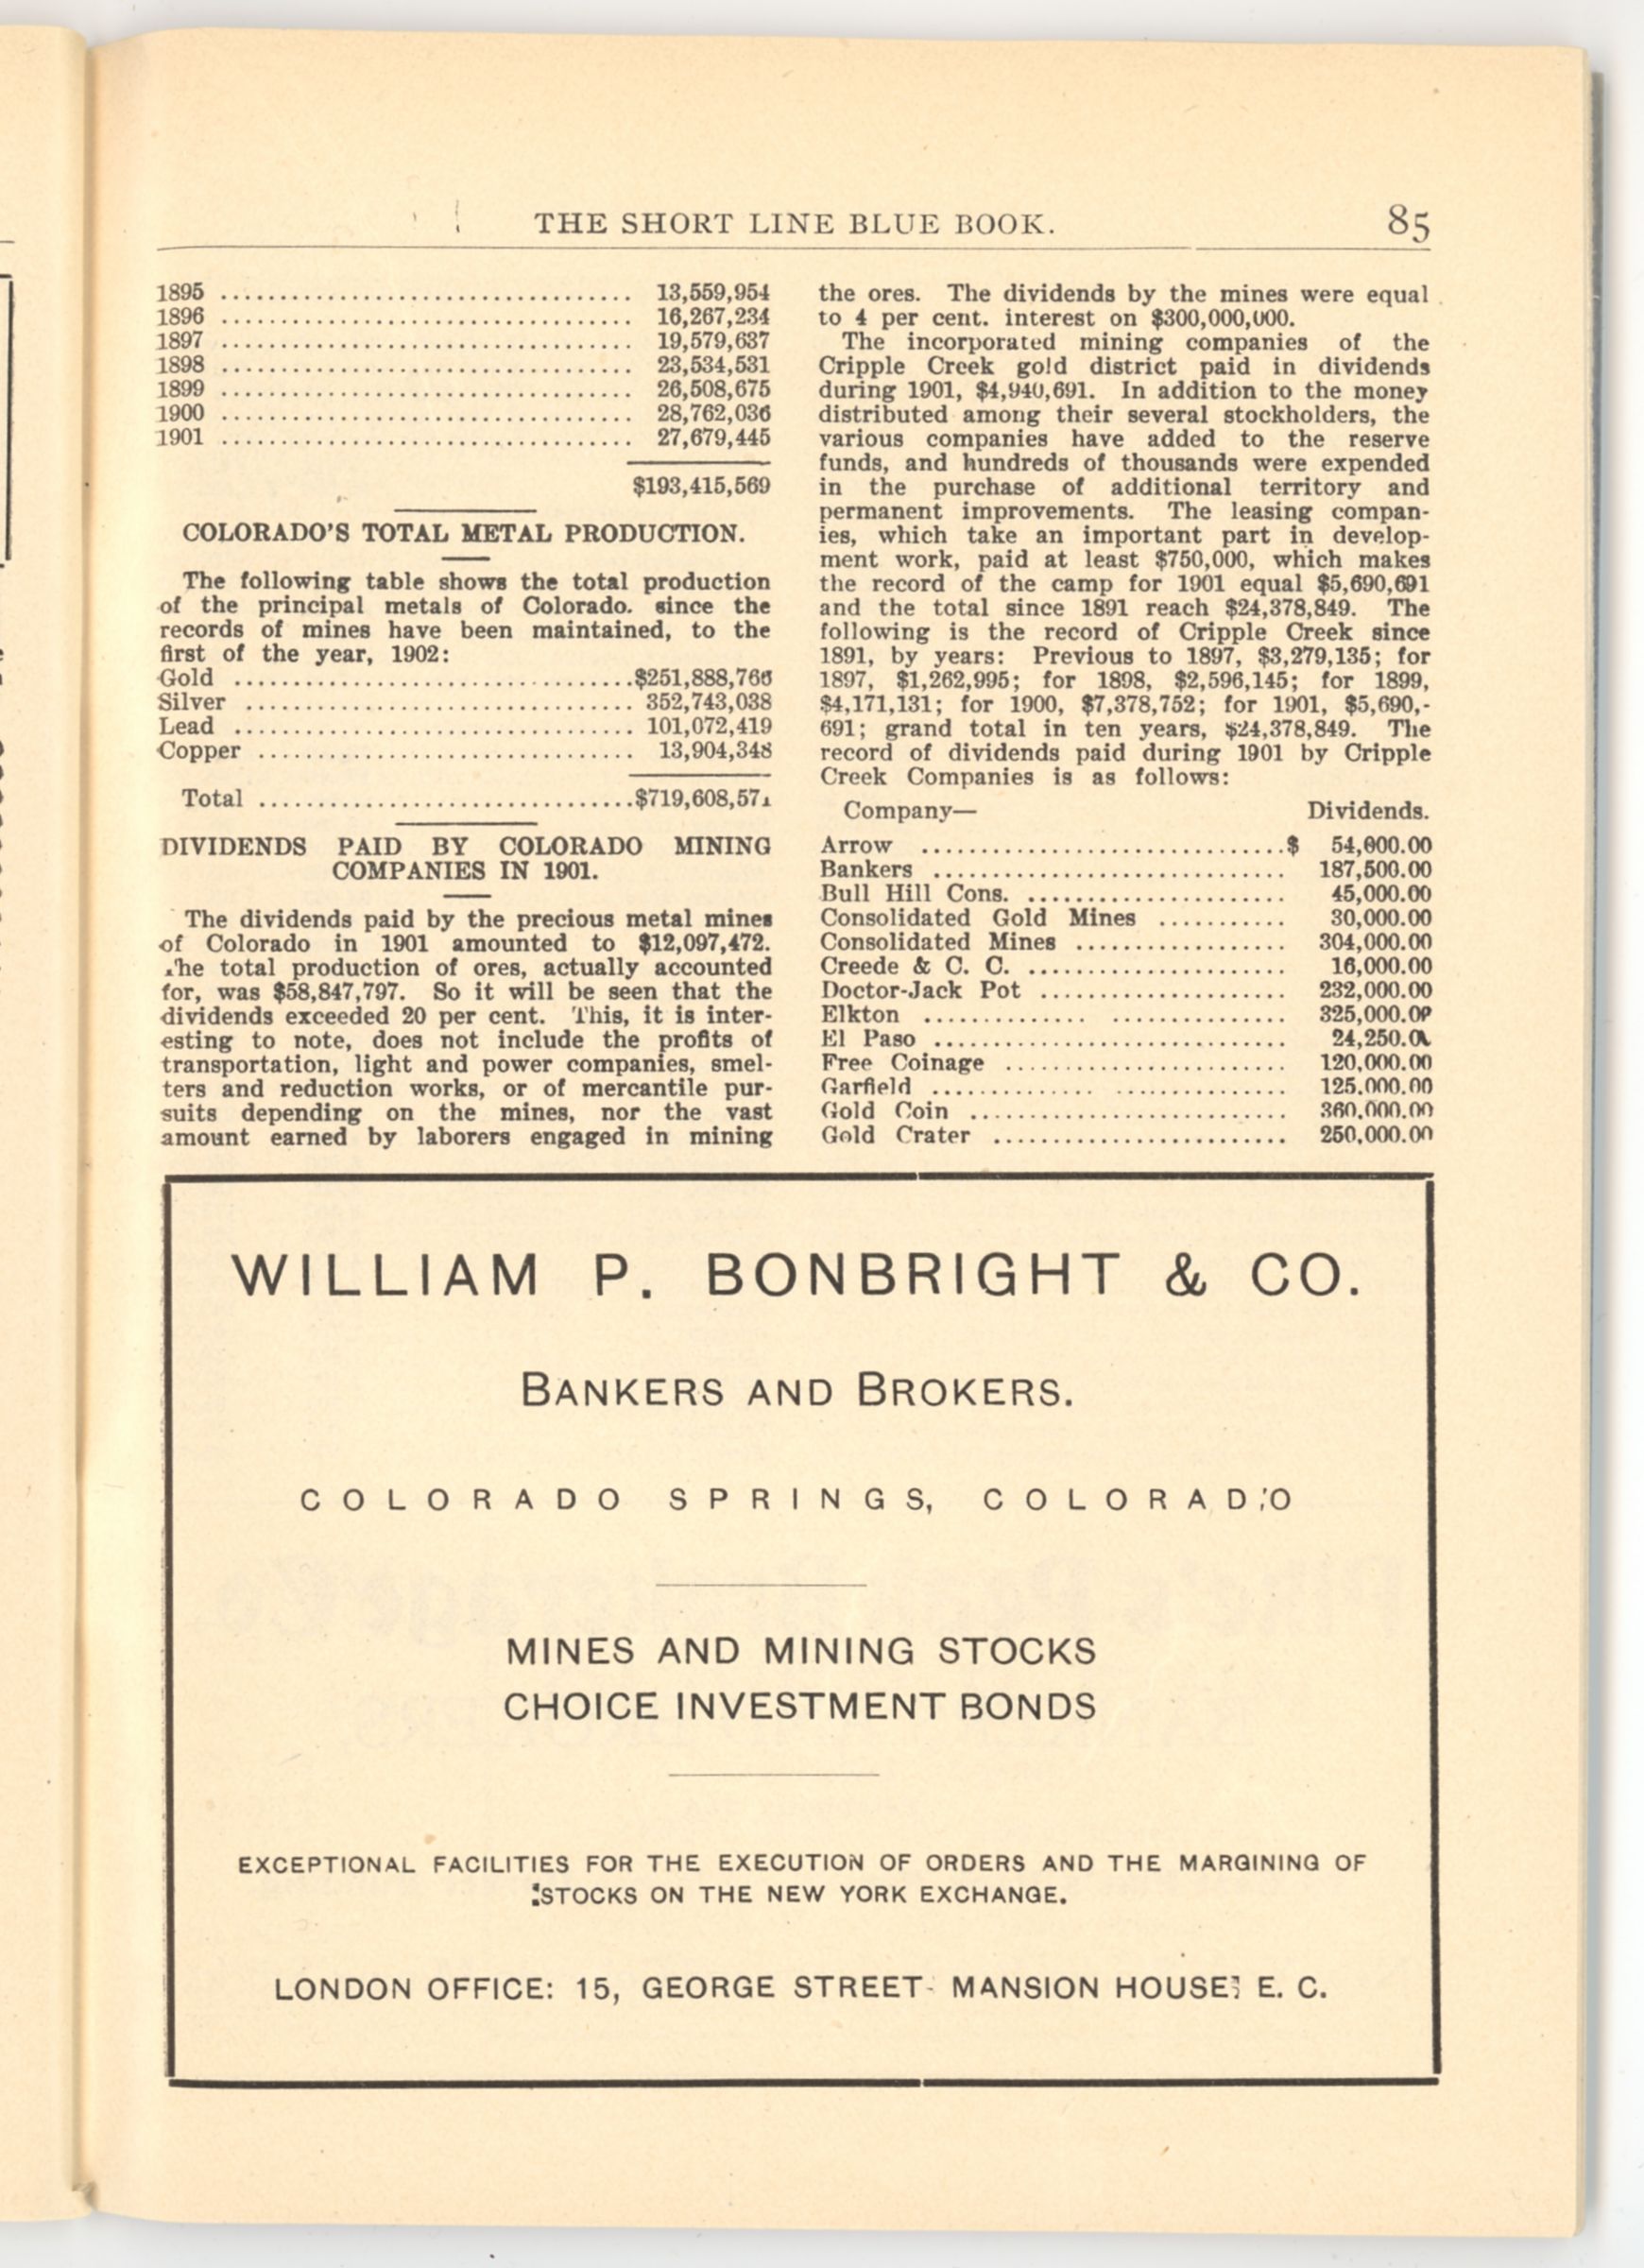 THE SHORT LINE BLUE BOOK. 85
1895 .................................. 13,559,954
1896 .................................. 16,267,234
1897 .................................. 19,579,637
1898 .................................. 23,534,531
1899 .................................. 26,508,675
1900 .................................. 28,762,036
1901 .................................. 27,679,445
$193,415,569
COLORADO'S TOTAL METAL PRODUCTION.
The following table shows the total production
of the principal metals of Colorado. since the
records of mines have been maintained, to the
first of the year, 1902:
Gold .................................$251,888,766
Silver ................................ 352,743,038
Lead ................................. 101,072,419
Copper ............................... 13,904,348
Total ...............................$719,608,571
DIVIDENDS PAID BY COLORADO MINING
COMPANIES IN 1901.
The dividends paid by the precious metal mines
of Colorado in 1901 amounted to $12,097,472.
The total production of ores, actually accounted
for, was $58,847,797. So it will be seen that the
dividends exceeded 20 per cent. This, it is inter-
esting to note, does not include the profits of
transportation, light and power companies, smel-
ters and reduction works, or of mercantile pur-
suits depending on the mines, nor the vast
amount earned by laborers engaged in mining
the ores. The dividends by the mines were equal
to 4 per cent. interest on $300,000,000.
The incorporated mining companies of the
Cripple Creek gold district paid in dividends
during 1901, $4,940,691. In addition to the money
distributed among their several stockholders, the
various companies have added to the reserve
funds, and hundreds of thousands were expended
in the purchase of additional territory and
permanent improvements. The leasing compan-
ies, which take an important part in develop-
ment work, paid at least $750,000, which makes
the record of the camp for 1901 equal $5,690,691
and the total since 1891 reach $24,378,849. The
following is the record of Cripple Creek since
1891, by years: Previous to 1897, $3,279,135; for
1897, $1,262,995; for 1898, $2,596,145; for 1899,
$4,171,131; for 1900, $7,378,752; for 1901, $5,690,-
691; grand total in ten years, $24,378,849. The
record of dividends paid during 1901 by Cripple
Creek Companies is as follows:
Company— Dividends.
Arrow ..............................$ 54,000.00
Bankers ............................. 187,500.00
Bull Hill Cons. ..................... 45,000.00
Consolidated Gold Mines ........... 30,000.00
Consolidated Mines ................. 304,000.00
Creede & C. C. ..................... 16,000.00
Doctor-Jack Pot .................... 232,000.00
Elkton ............. .............. 325,000.00
El Paso ............................. 24,250.00
Free Coinage ....................... 120,000.00
Garfield ............. .............. 125.000.00
Gold Coin .......................... 360,000.00
Gold Crater ........................ 250,000.00
WILLIAM P. BONBRIGHT & CO.
BANKERS AND BROKERS.
COLORADO SPRINGS, COLORADO
MINES AND MINING STOCKS
CHOICE INVESTMENT BONDS
EXCEPTIONAL FACILITIES FOR THE EXECUTION OF ORDERS AND THE MARGINING OF
STOCKS ON THE NEW YORK EXCHANGE.
LONDON OFFICE: 15, GEORGE STREET- MANSION HOUSE; E. C.